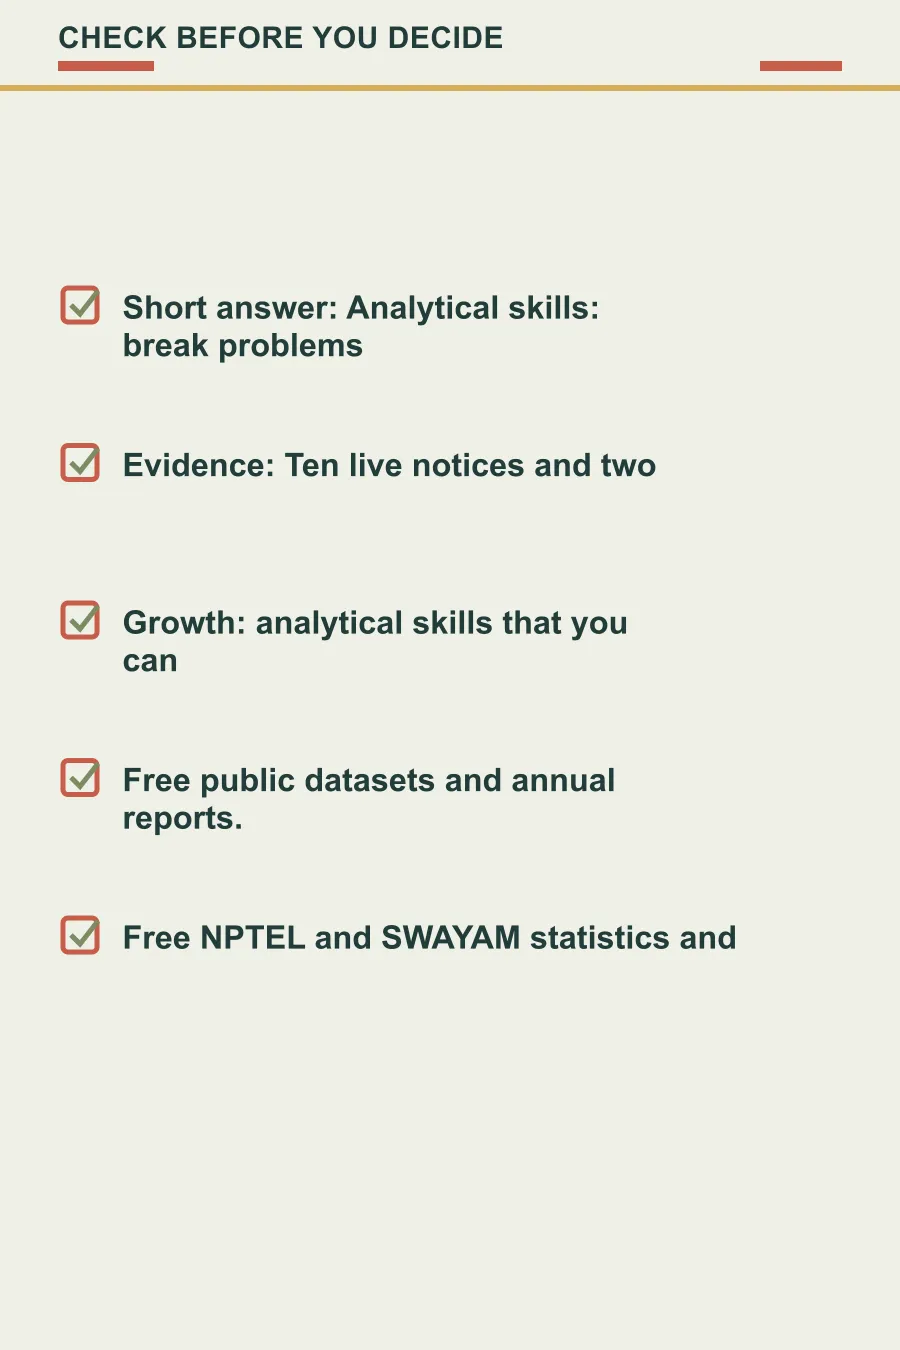 CHECK BEFORE YOU DECIDE
Short answer: Analytical skills:
break problems
Evidence: Ten live notices and two
Growth: analytical skills that you
can
Free public datasets and annual
reports.
Free NPTEL and SWAYAM statistics and